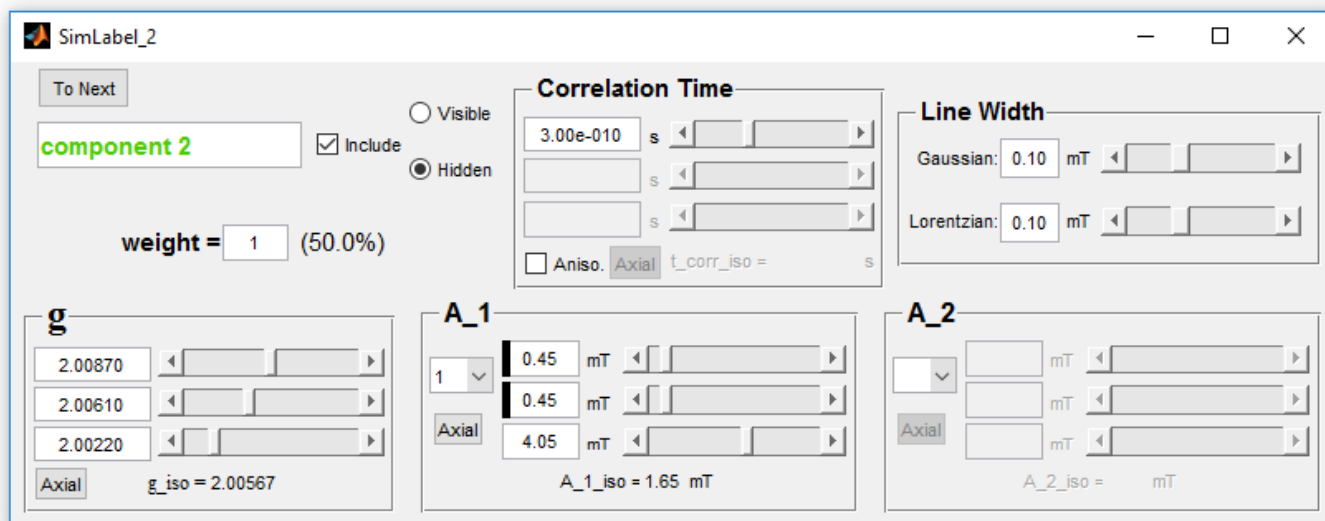 SimLabel_2
To Next
component 2
Include
Visible
Hidden
weight = 1 (50.0%)
Correlation Time
3.00e-010 s
s
s
Aniso. Axial t_corr_iso = s
Line Width
Gaussian: 0.10 mT
Lorentzian: 0.10 mT
g
2.00870
2.00610
2.00220
Axial g_iso = 2.00567
A_1
1
0.45 mT
0.45 mT
Axial
4.05 mT
A_1_iso = 1.65 mT
A_2
mT
mT
Axial
mT
A_2_iso = mT